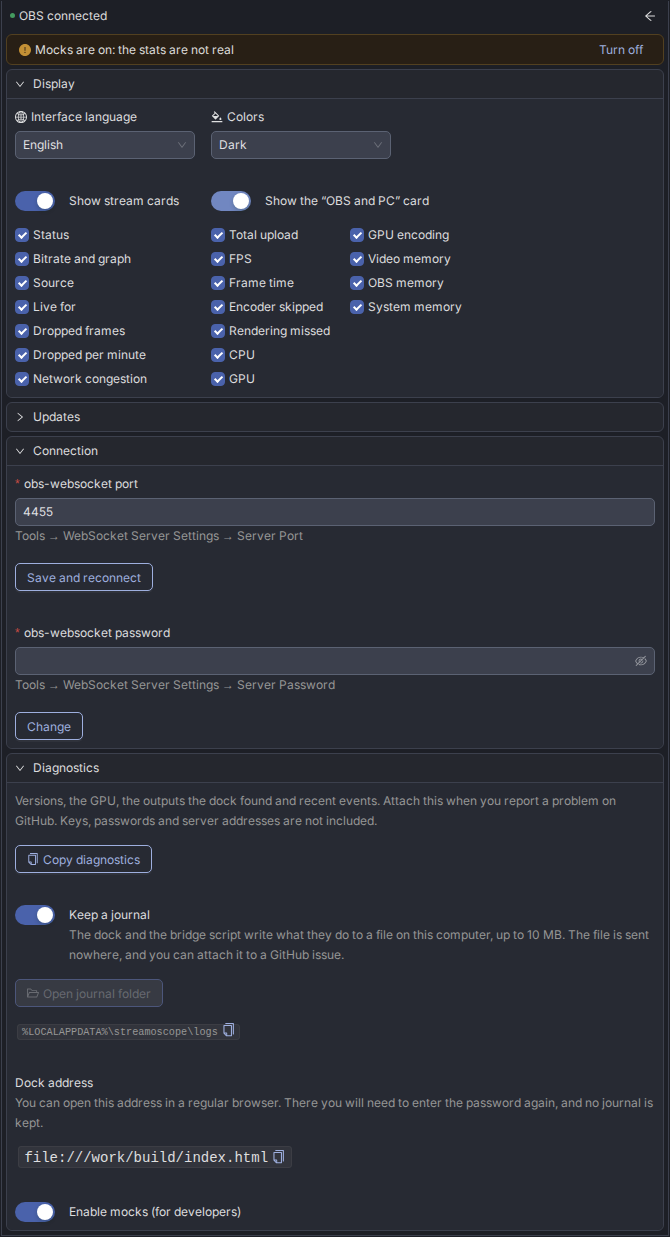 OBS connected
Mocks are on: the stats are not real
Turn off
Display
Interface language
Colors
English
Dark
Show stream cards
Show the “OBS and PC” card
Status
Total upload
GPU encoding
Bitrate and graph
FPS
Video memory
Source
Frame time
OBS memory
Live for
Encoder skipped
System memory
Dropped frames
Rendering missed
Dropped per minute
CPU
Network congestion
GPU
Updates
Connection
* obs-websocket port
4455
Tools → WebSocket Server Settings → Server Port
Save and reconnect
* obs-websocket password
Tools → WebSocket Server Settings → Server Password
Change
Diagnostics
Versions, the GPU, the outputs the dock found and recent events. Attach this when you report a problem on
GitHub. Keys, passwords and server addresses are not included.
Copy diagnostics
Keep a journal
The dock and the bridge script write what they do to a file on this computer, up to 10 MB. The file is sent
nowhere, and you can attach it to a GitHub issue.
Open journal folder
%LOCALAPPDATA%\streamoscope\logs
Dock address
You can open this address in a regular browser. There you will need to enter the password again, and no journal is
kept.
file:///work/build/index.html
Enable mocks (for developers)